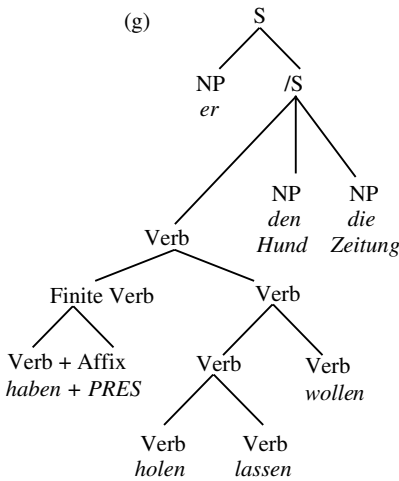 (g) S
NP /S
er
NP NP
den die
Hund Zeitung
Verb
Finite Verb Verb
Verb + Affix Verb Verb
haben + PRES wollen
Verb Verb
holen lassen